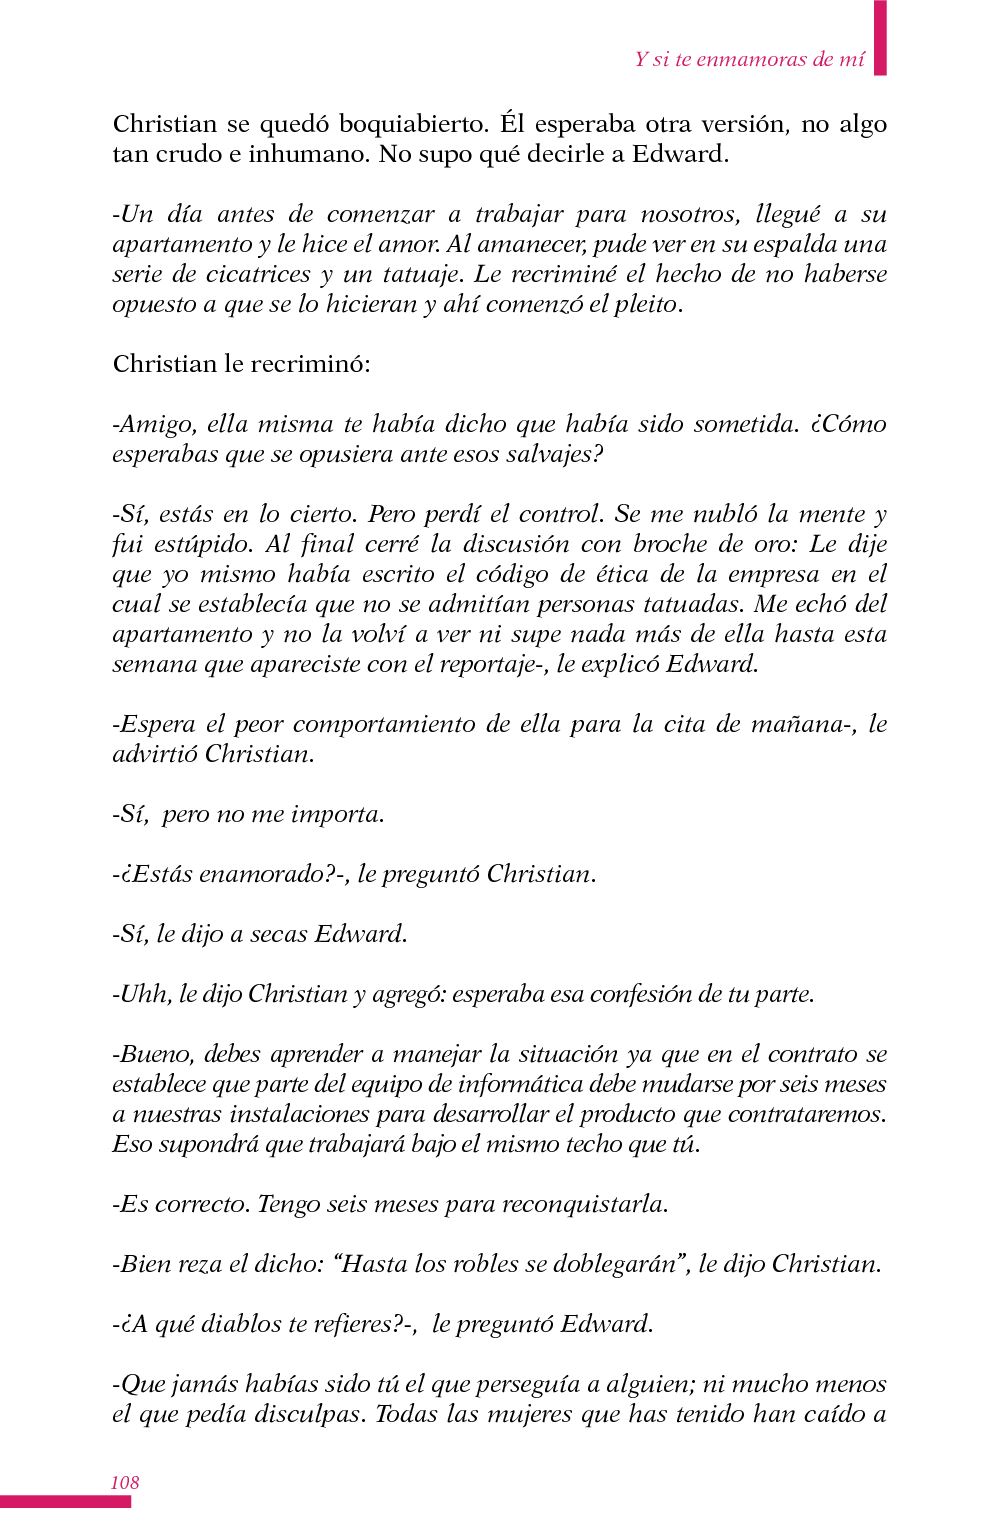 Y si te enmamoras de mí
Christian se quedó boquiabierto. Él esperaba otra versión, no algo
tan crudo e inhumano. No supo qué decirle a Edward.
-Un día antes de comenzar a trabajar para nosotros, llegué a su
apartamento y le hice el amor. Al amanecer, pude ver en su espalda una
serie de cicatrices y un tatuaje. Le recriminé el hecho de no haberse
opuesto a que se lo hicieran y ahí comenzó el pleito.
Christian le recriminó:
-Amigo, ella misma te había dicho que había sido sometida. ¿Cómo
esperabas que se opusiera ante esos salvajes?
-Sí, estás en lo cierto. Pero perdí el control. Se me nubló la mente y
fui estúpido. Al final cerré la discusión con broche de oro: Le dije
que yo mismo había escrito el código de ética de la empresa en el
cual se establecía que no se admitían personas tatuadas. Me echó del
apartamento y no la volví a ver ni supe nada más de ella hasta esta
semana que apareciste con el reportaje-, le explicó Edward.
-Espera el peor comportamiento de ella para la cita de mañana-, le
advirtió Christian.
-Sí,  pero no me importa.
-¿Estás enamorado?-, le preguntó Christian.
-Sí, le dijo a secas Edward.
-Uhh, le dijo Christian y agregó: esperaba esa confesión de tu parte.
-Bueno, debes aprender a manejar la situación ya que en el contrato se
establece que parte del equipo de informática debe mudarse por seis meses
a nuestras instalaciones para desarrollar el producto que contrataremos.
Eso supondrá que trabajará bajo el mismo techo que tú.
-Es correcto. Tengo seis meses para reconquistarla.
-Bien reza el dicho: “Hasta los robles se doblegarán”, le dijo Christian.
-¿A qué diablos te refieres?-,  le preguntó Edward.
-Que jamás habías sido tú el que perseguía a alguien; ni mucho menos
el que pedía disculpas. Todas las mujeres que has tenido han caído a
108